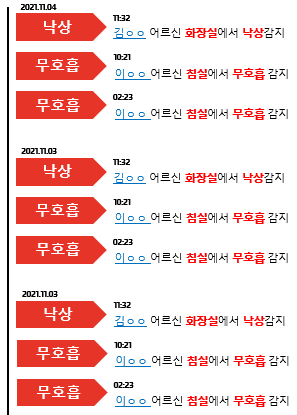 2021.11.04
낙상
11:32
김ㅇㅇ 어르신 화장실에서 낙상감지
무호흡
10:21
이ㅇㅇ 어르신 침실에서 무호흡 감지
무호흡
02:23
이ㅇㅇ 어르신 침실에서 무호흡 감지
2021.11.03
낙상
11:32
김ㅇㅇ 어르신 화장실에서 낙상감지
무호흡
10:21
이ㅇㅇ 어르신 침실에서 무호흡 감지
무호흡
02:23
이ㅇㅇ 어르신 침실에서 무호흡 감지
2021.11.03
낙상
11:32
김ㅇㅇ 어르신 화장실에서 낙상감지
무호흡
10:21
이ㅇㅇ 어르신 침실에서 무호흡 감지
무호흡
02:23
이ㅇㅇ 어르신 침실에서 무호흡 감지